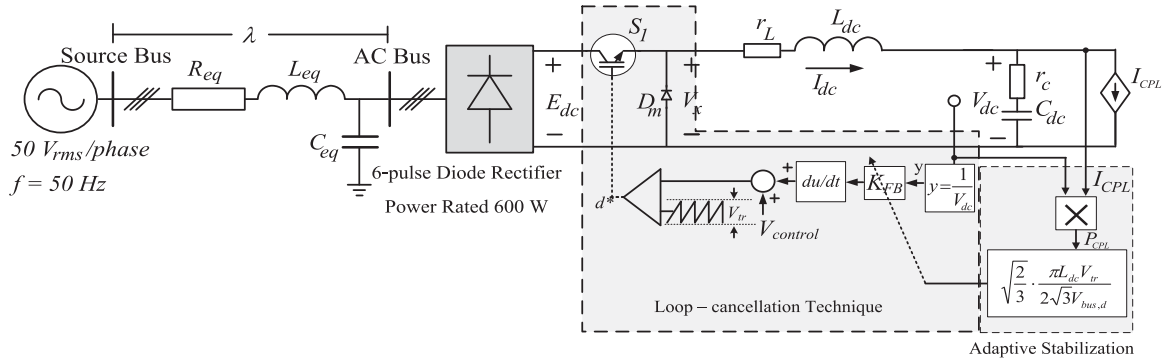 Source Bus
λ
AC Bus
R_eq
L_eq
C_eq
50 V_rms/phase
f = 50 Hz
6-pulse Diode Rectifier
Power Rated 600 W
+
E_dc
−
S_1
D_m
+
V_x
−
r_L
L_dc
I_dc
+
V_dc
−
r_c
C_dc
I_CPL
d*
V_tr
+
+
V_control
du/dt
K_FB
y
y = 1/V_dc
I_CPL
×
P_CPL
√(2/3) · πL_dc V_tr / 2√3V_bus,d
Loop – cancellation Technique
Adaptive Stabilization